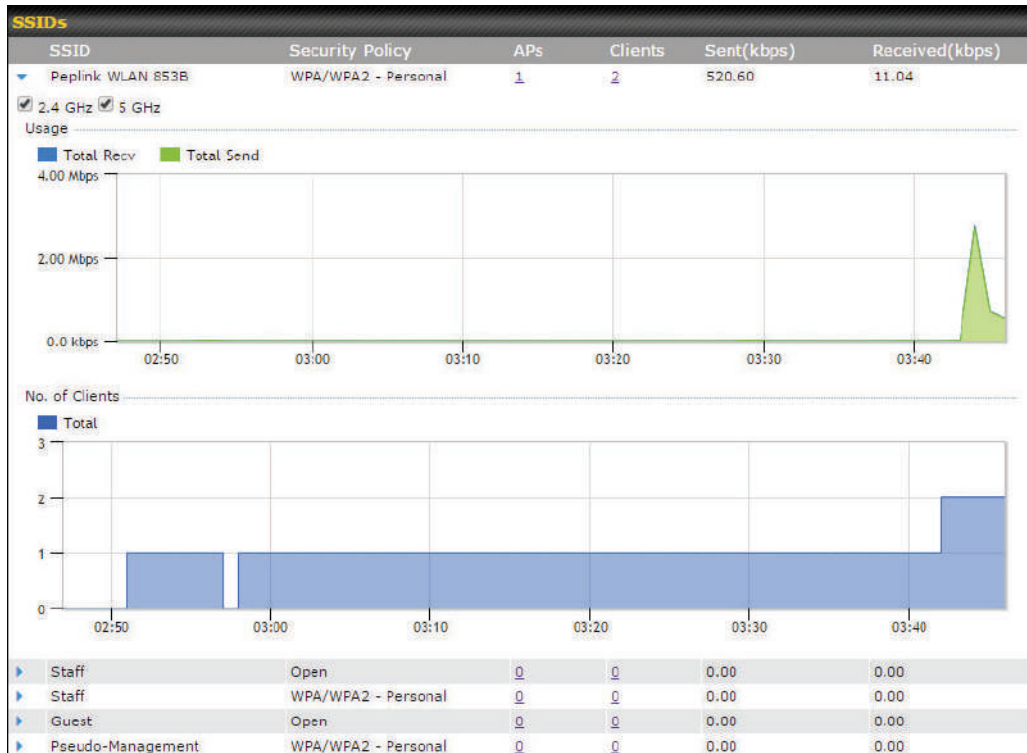 SSIDs
SSID Security Policy APs Clients Sent(kbps) Received(kbps)
Peplink WLAN 853B WPA/WPA2 - Personal 1 2 520.60 11.04
2.4 GHz 5 GHz
Usage
Total Recv Total Send
4.00 Mbps
2.00 Mbps
0.0 kbps
02:50 03:00 03:10 03:20 03:30 03:40
No. of Clients
Total
3
2
1
0
02:50 03:00 03:10 03:20 03:30 03:40
Staff Open 0 0 0.00 0.00
Staff WPA/WPA2 - Personal 0 0 0.00 0.00
Guest Open 0 0 0.00 0.00
Pseudo-Management WPA/WPA2 - Personal 0 0 0.00 0.00